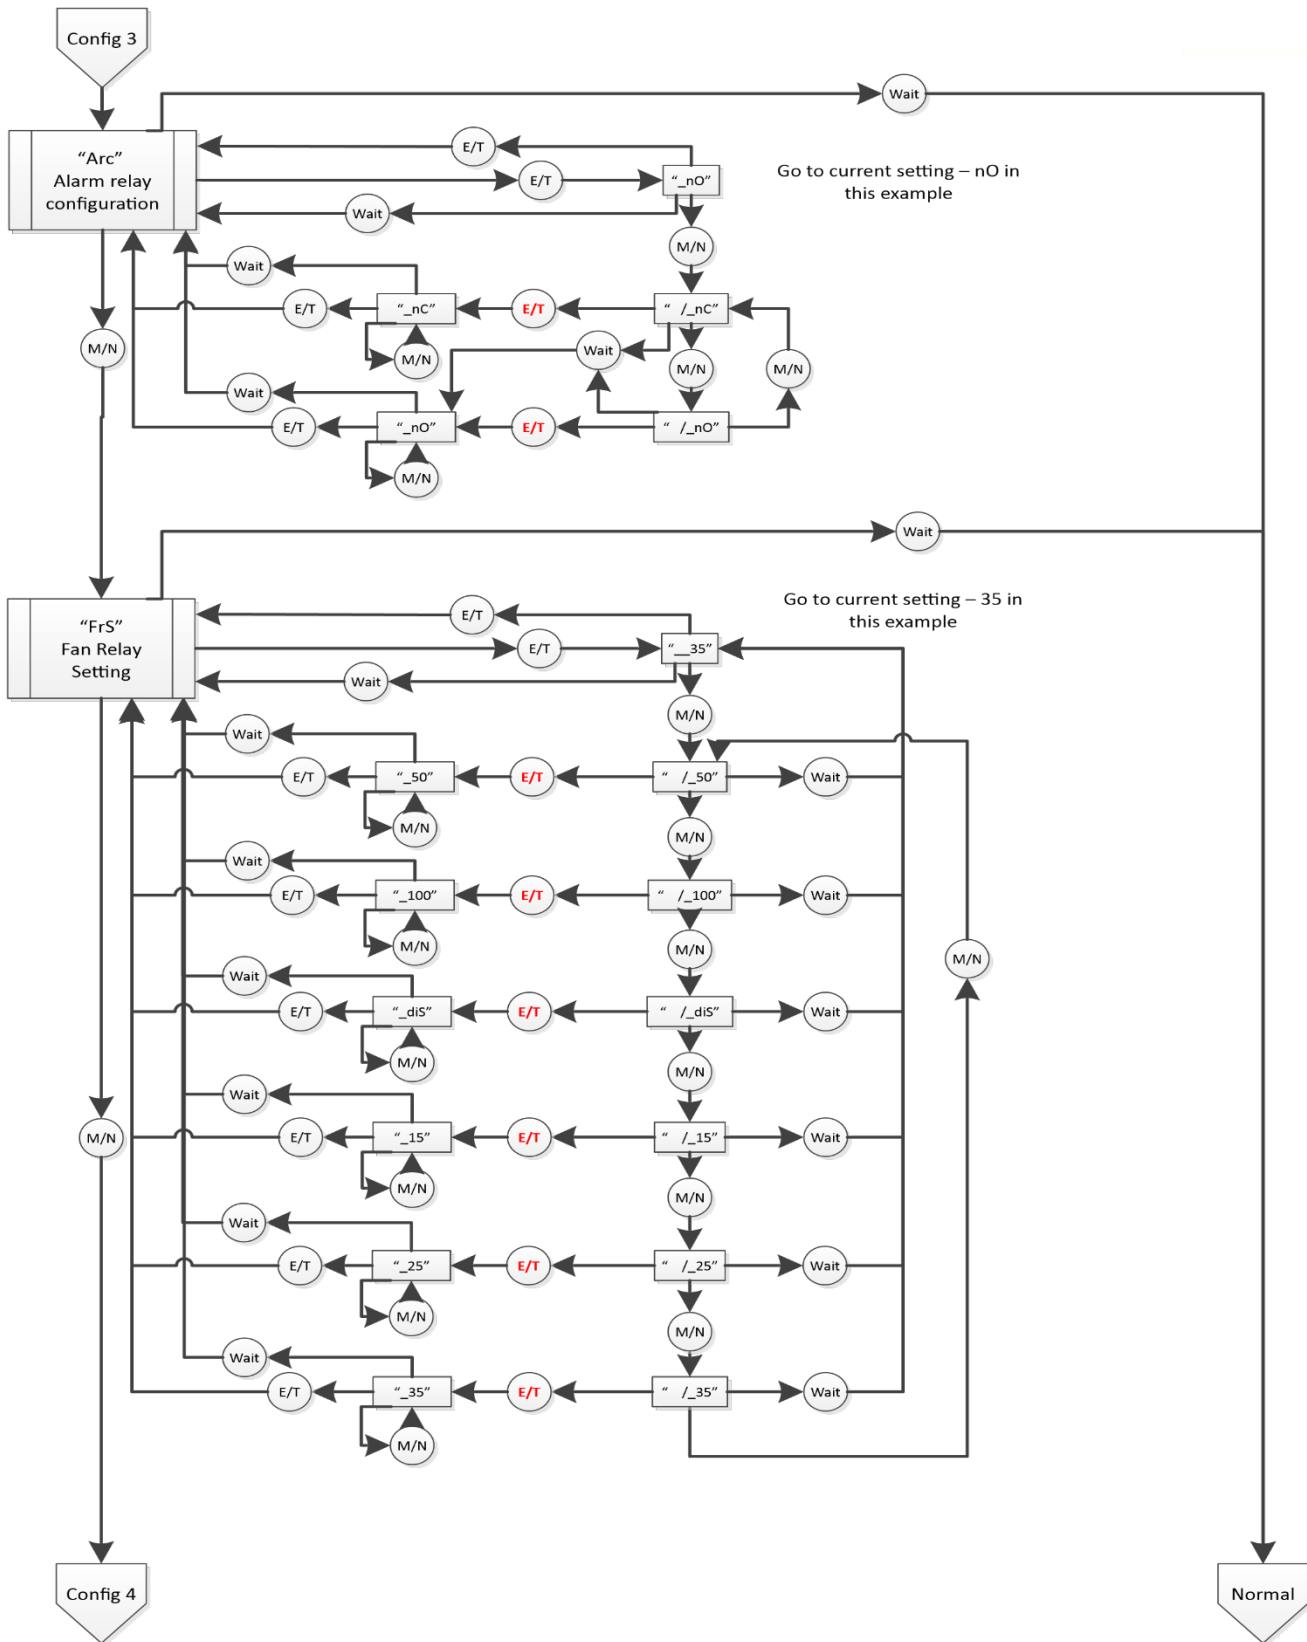 Config 3
Wait
“Arc”
Alarm relay
configuration
E/T
E/T
“_nO”
Go to current setting – nO in
this example
Wait
M/N
Wait
E/T
“_nC”
E/T
“ /_nC”
M/N
M/N
Wait
M/N
M/N
Wait
E/T
“_nO”
E/T
“ /_nO”
M/N
Wait
“FrS”
Fan Relay
Setting
E/T
E/T
“__35”
Go to current setting – 35 in
this example
Wait
M/N
Wait
E/T
“_50”
E/T
“ /_50”
Wait
M/N
M/N
Wait
E/T
“_100”
E/T
“ /_100”
Wait
M/N
M/N
M/N
Wait
E/T
“_diS”
E/T
“ /_diS”
Wait
M/N
M/N
Wait
M/N
E/T
“_15”
E/T
“ /_15”
Wait
M/N
M/N
Wait
E/T
“_25”
E/T
“ /_25”
Wait
M/N
M/N
Wait
E/T
“_35”
E/T
“ /_35”
Wait
M/N
Config 4
Normal